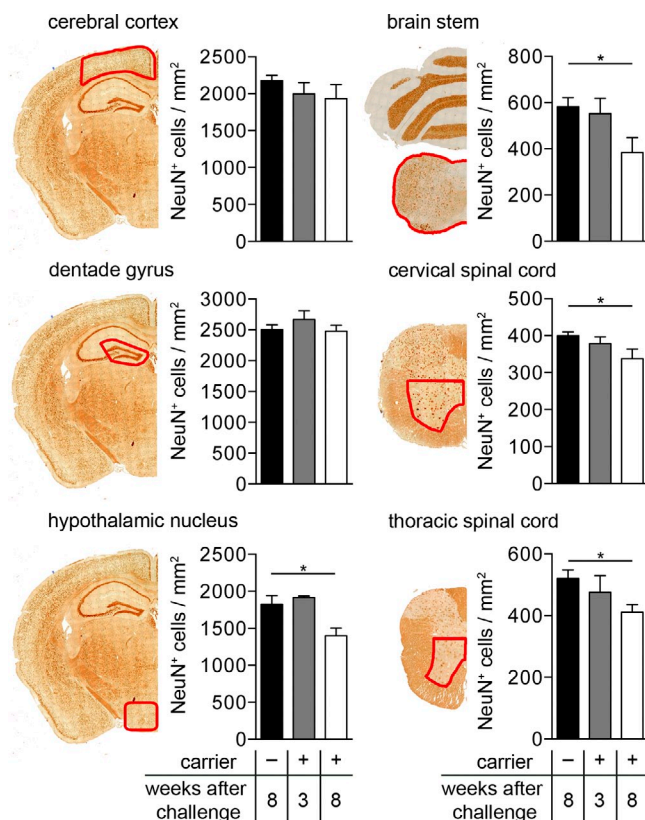 cerebral cortex
NeuN⁺ cells / mm²
2500
2000
1500
1000
500
0
brain stem
NeuN⁺ cells / mm²
800
600
400
200
0
*
dentade gyrus
NeuN⁺ cells / mm²
3000
2500
2000
1500
1000
500
0
cervical spinal cord
NeuN⁺ cells / mm²
400
300
200
100
0
*
hypothalamic nucleus
NeuN⁺ cells / mm²
2000
1500
1000
500
0
*
thoracic spinal cord
NeuN⁺ cells / mm²
600
400
200
0
*
carrier – + +
weeks after
challenge 8 3 8
carrier – + +
weeks after
challenge 8 3 8